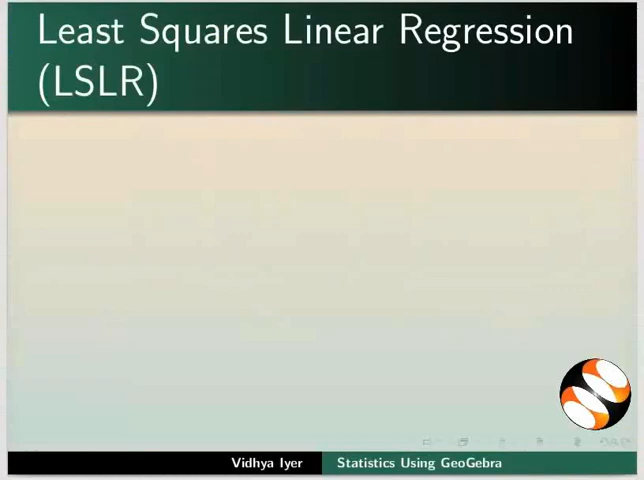 Least Squares Linear Regression
(LSLR)
Vidhya Iyer Statistics Using GeoGebra